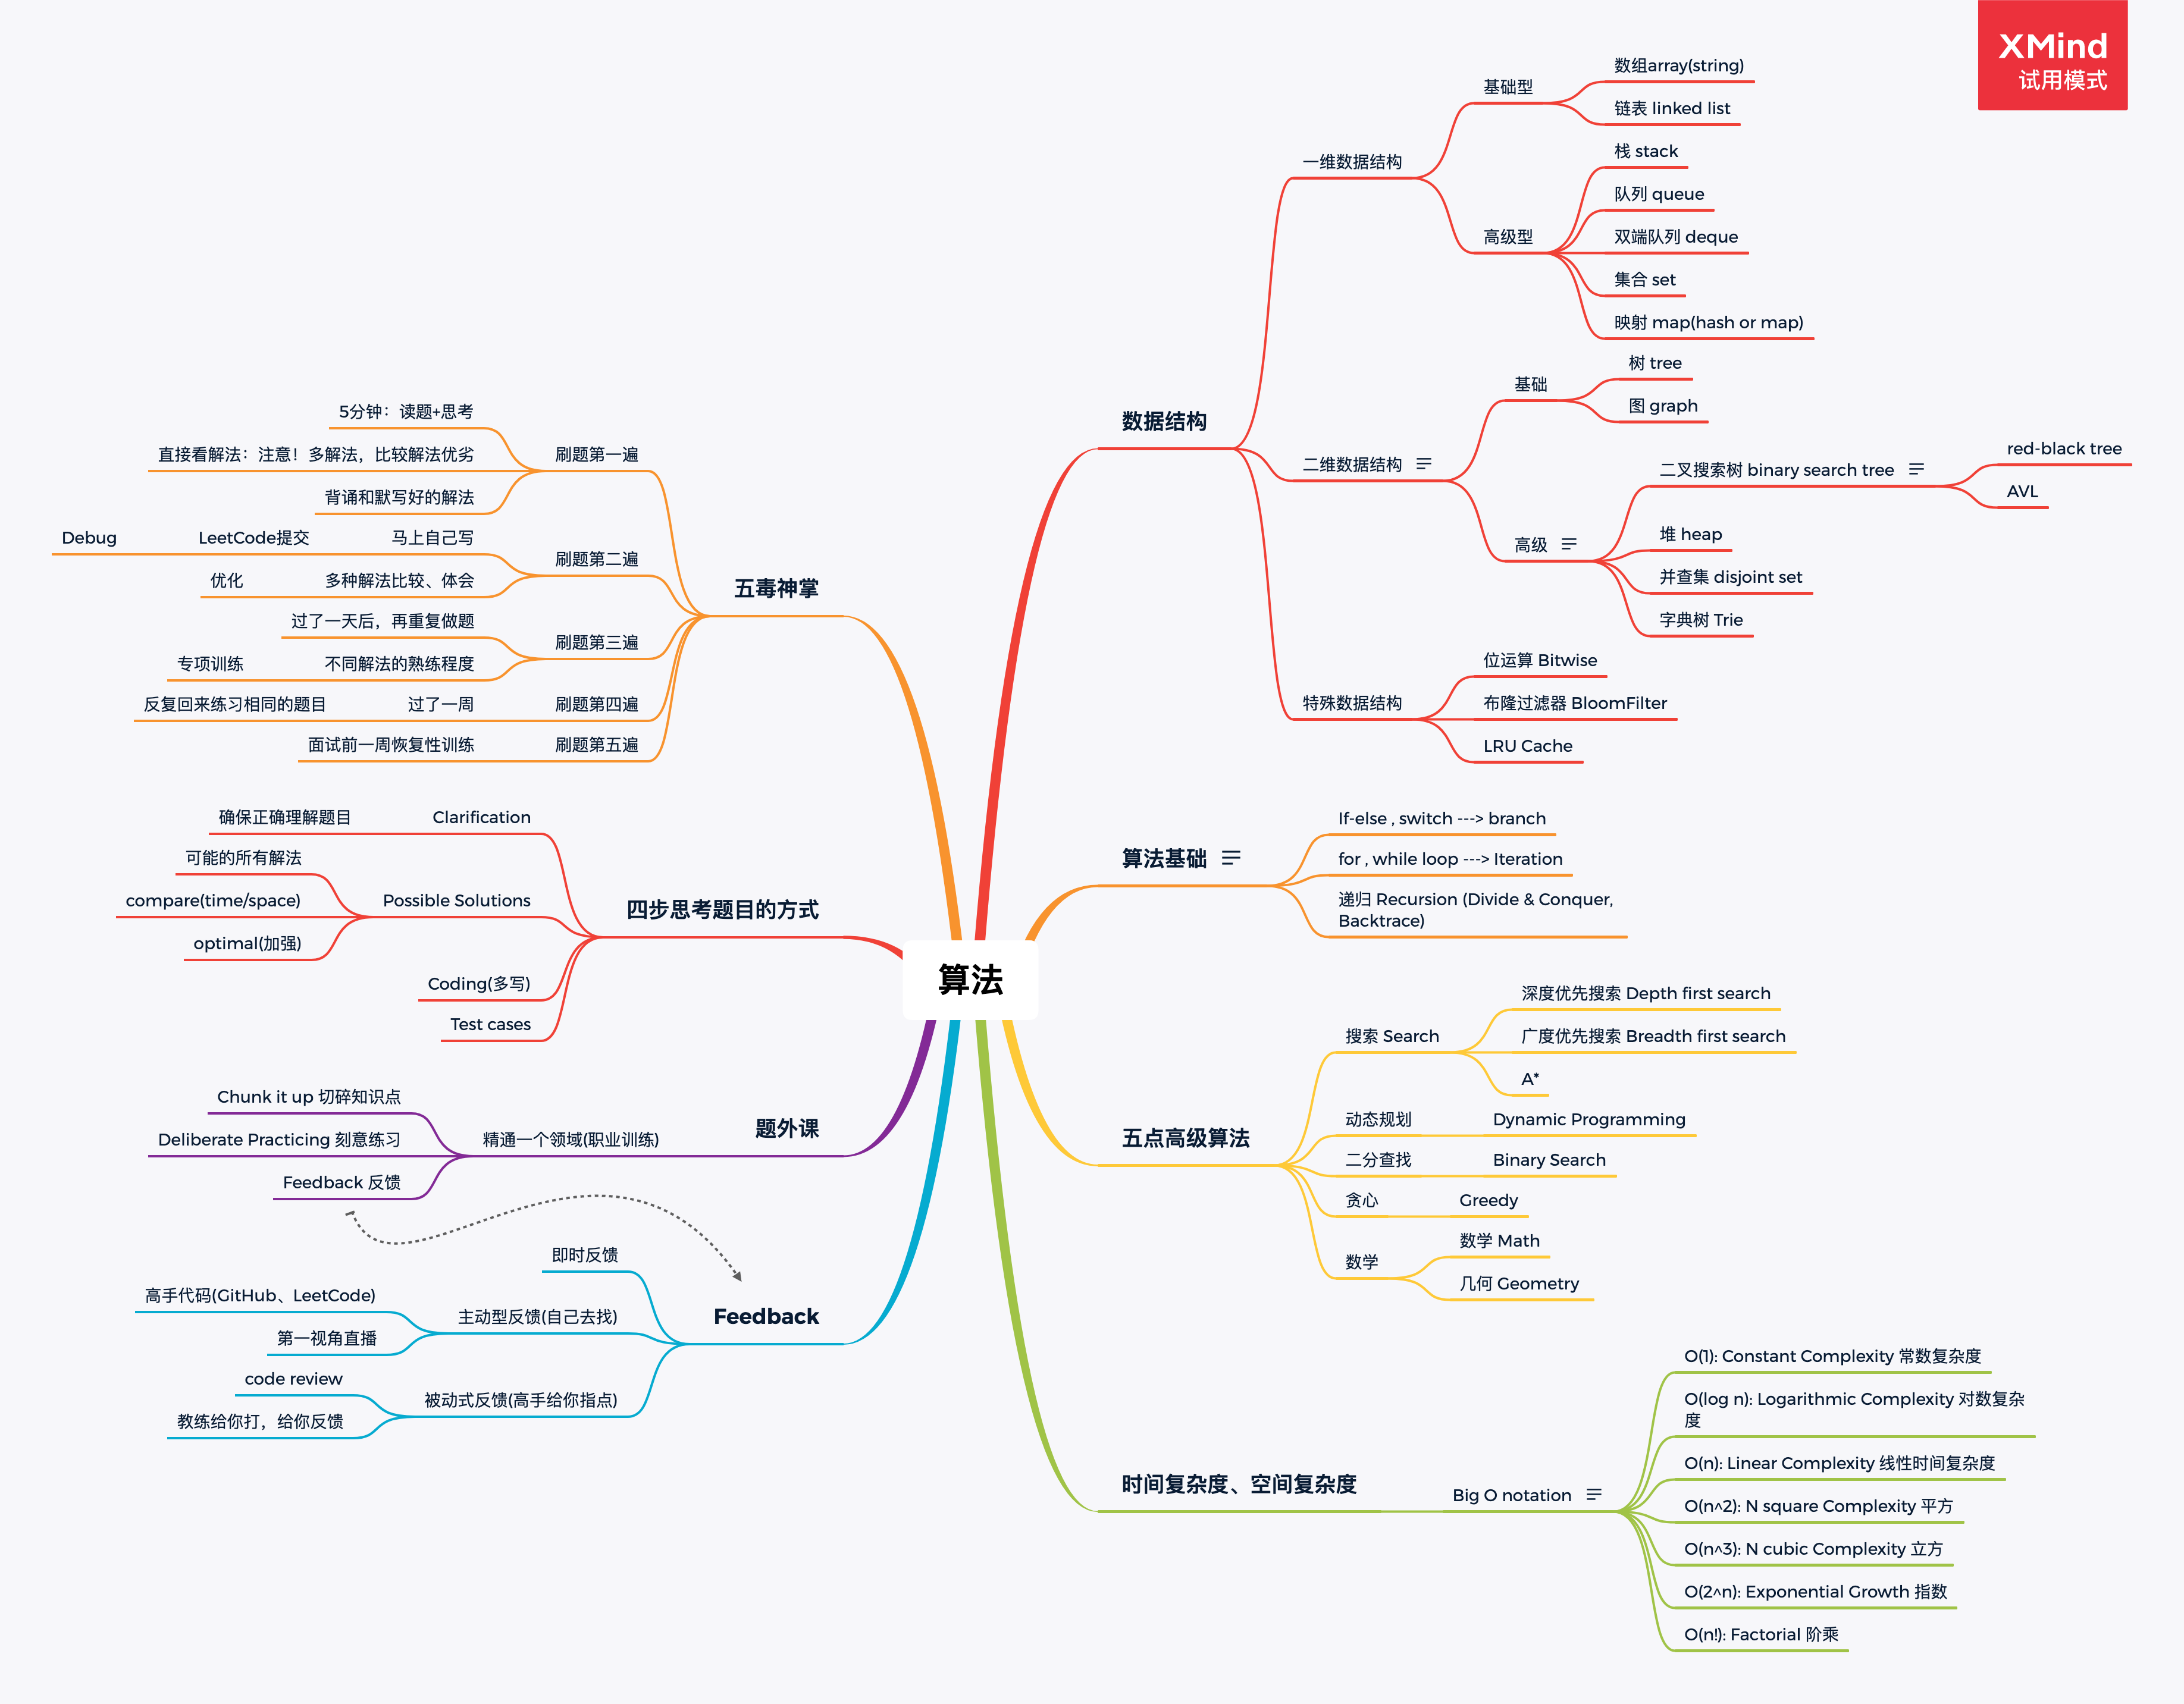 XMind
试用模式
算法
数据结构
一维数据结构
基础型
数组array(string)
链表 linked list
高级型
栈 stack
队列 queue
双端队列 deque
集合 set
映射 map(hash or map)
二维数据结构
基础
树 tree
图 graph
高级
二叉搜索树 binary search tree
red-black tree
AVL
堆 heap
并查集 disjoint set
字典树 Trie
特殊数据结构
位运算 Bitwise
布隆过滤器 BloomFilter
LRU Cache
算法基础
If-else , switch ---> branch
for , while loop ---> Iteration
递归 Recursion (Divide & Conquer,
Backtrace)
五点高级算法
搜索 Search
深度优先搜索 Depth first search
广度优先搜索 Breadth first search
A*
动态规划
Dynamic Programming
二分查找
Binary Search
贪心
Greedy
数学
数学 Math
几何 Geometry
时间复杂度、空间复杂度
Big O notation
O(1): Constant Complexity 常数复杂度
O(log n): Logarithmic Complexity 对数复杂
度
O(n): Linear Complexity 线性时间复杂度
O(n^2): N square Complexity 平方
O(n^3): N cubic Complexity 立方
O(2^n): Exponential Growth 指数
O(n!): Factorial 阶乘
五毒神掌
刷题第一遍
5分钟：读题+思考
直接看解法：注意！多解法，比较解法优劣
背诵和默写好的解法
刷题第二遍
马上自己写
LeetCode提交
Debug
多种解法比较、体会
优化
刷题第三遍
过了一天后，再重复做题
不同解法的熟练程度
专项训练
刷题第四遍
过了一周
反复回来练习相同的题目
刷题第五遍
面试前一周恢复性训练
四步思考题目的方式
Clarification
确保正确理解题目
Possible Solutions
可能的所有解法
compare(time/space)
optimal(加强)
Coding(多写)
Test cases
题外课
精通一个领域(职业训练)
Chunk it up 切碎知识点
Deliberate Practicing 刻意练习
Feedback 反馈
Feedback
即时反馈
主动型反馈(自己去找)
高手代码(GitHub、LeetCode)
第一视角直播
被动式反馈(高手给你指点)
code review
教练给你打，给你反馈